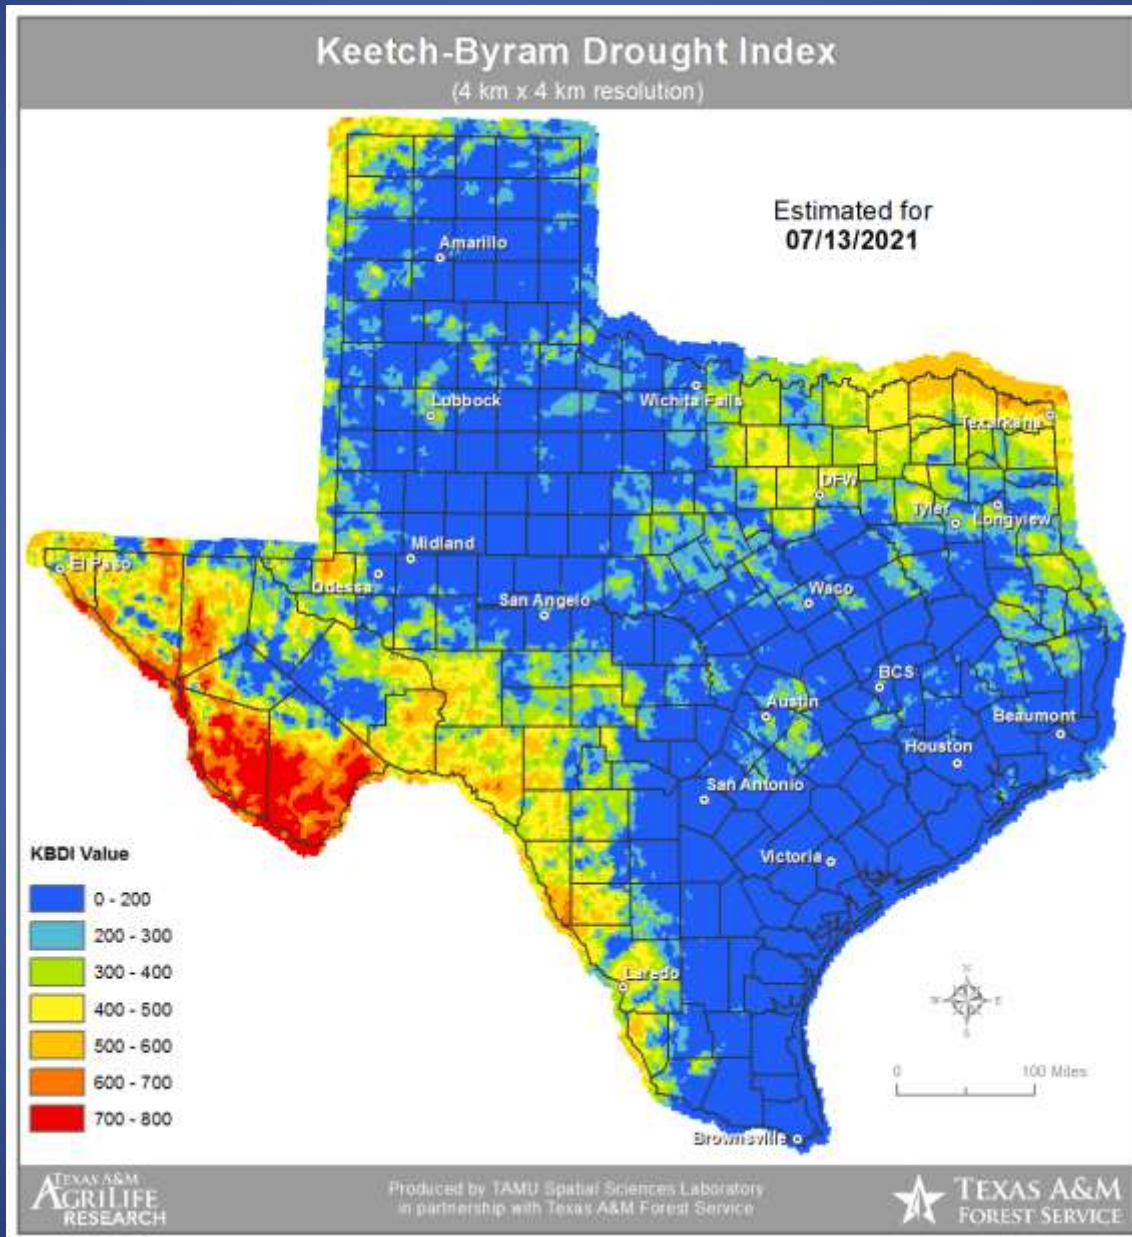 Keetch-Byram Drought Index
(4 km x 4 km resolution)
Estimated for
07/13/2021
Amarillo
Lubbock
Wichita Falls
Texarkana
DFW
Tyler
Longview
Midland
El Paso
Odessa
San Angelo
Waco
BCS
Austin
Beaumont
Houston
San Antonio
Victoria
Laredo
Brownsville
KBDI Value
0 - 200
200 - 300
300 - 400
400 - 500
500 - 600
600 - 700
700 - 800
N
W
E
S
0 100 Miles
TEXAS A&M
AGRILIFE
RESEARCH
Produced by TAMU Spatial Sciences Laboratory
in partnership with Texas A&M Forest Service
TEXAS A&M
FOREST SERVICE